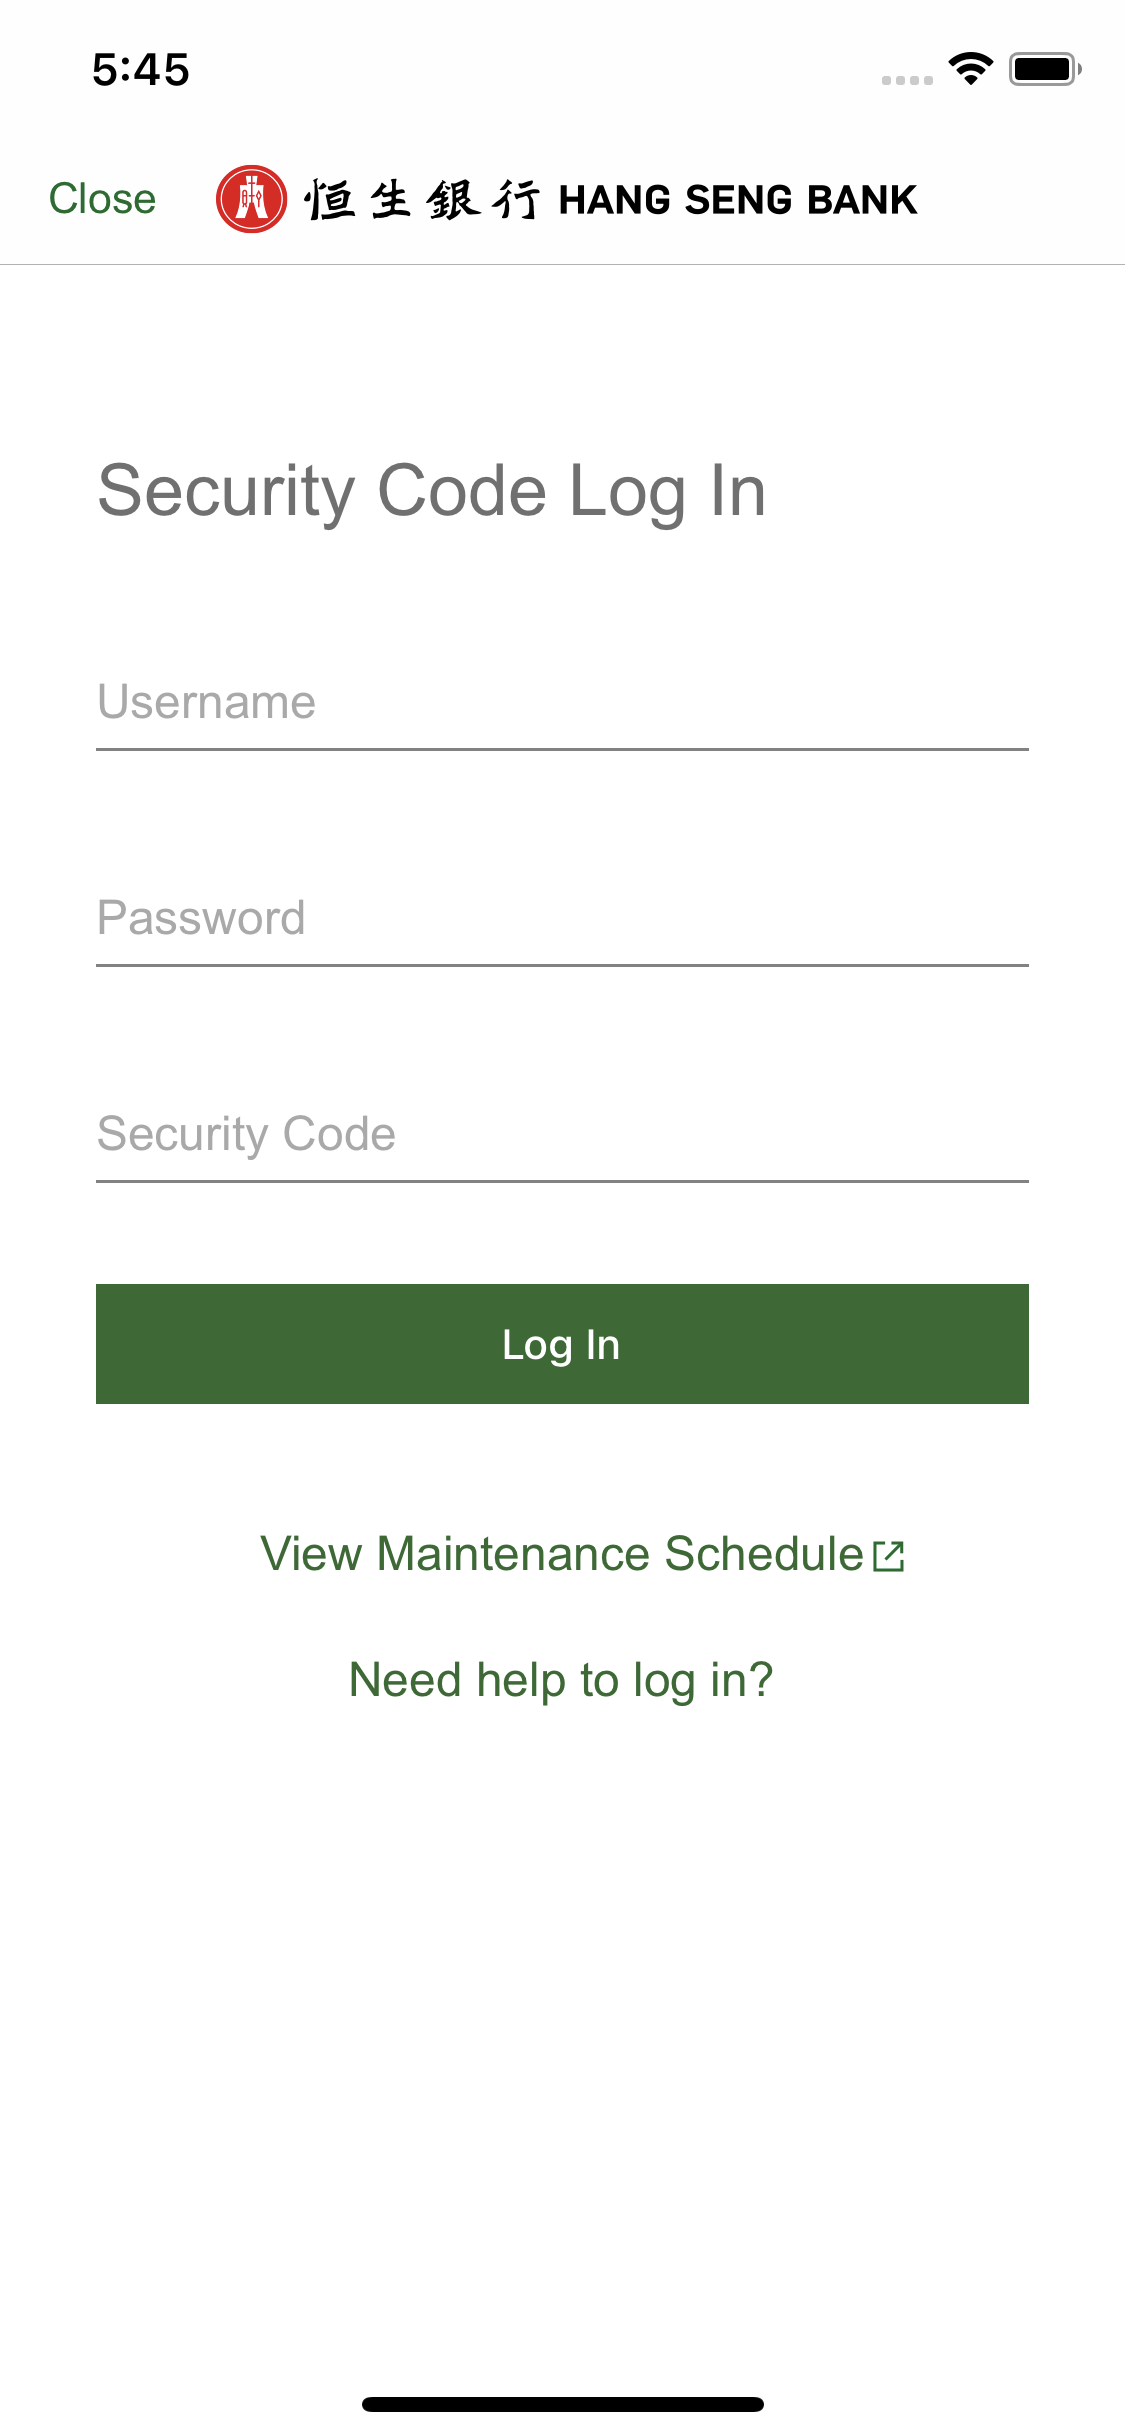 5:45
Close 恒生銀行 HANG SENG BANK
Security Code Log In
Username
Password
Security Code
Log In
View Maintenance Schedule
Need help to log in?